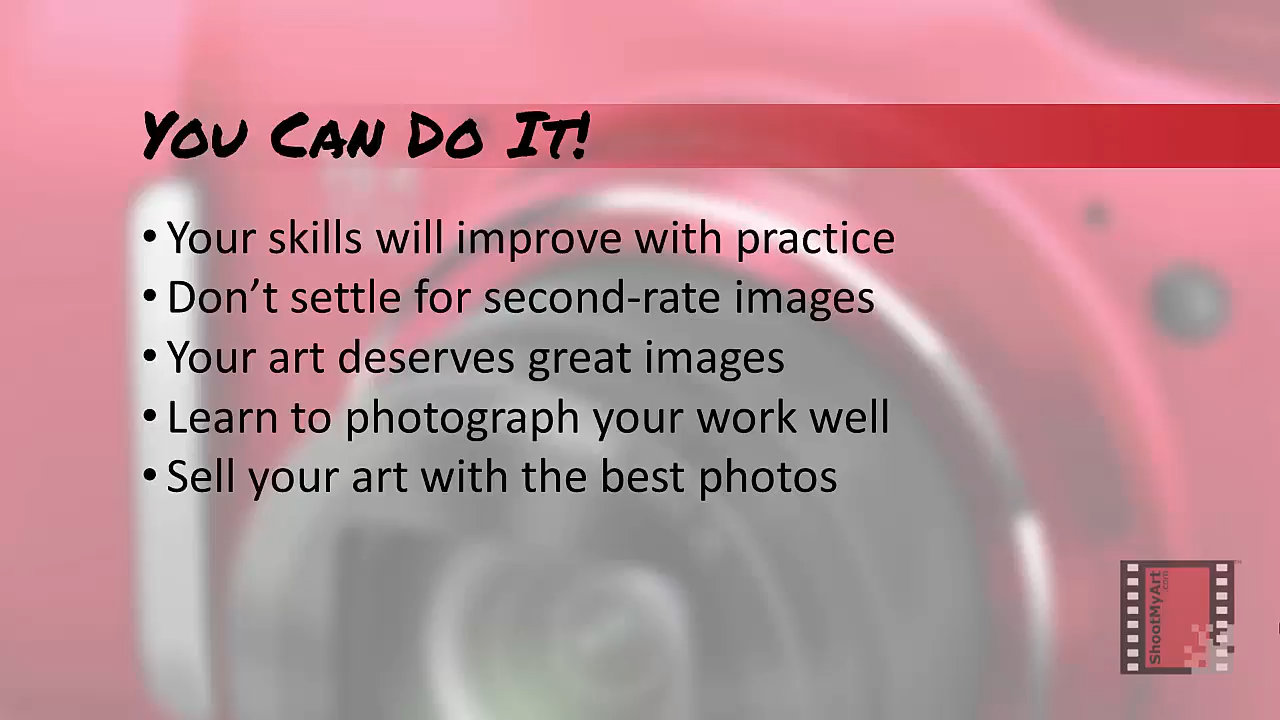 You Can Do It!
• Your skills will improve with practice
• Don't settle for second-rate images
• Your art deserves great images
• Learn to photograph your work well
• Sell your art with the best photos
ShootMyArt
.com